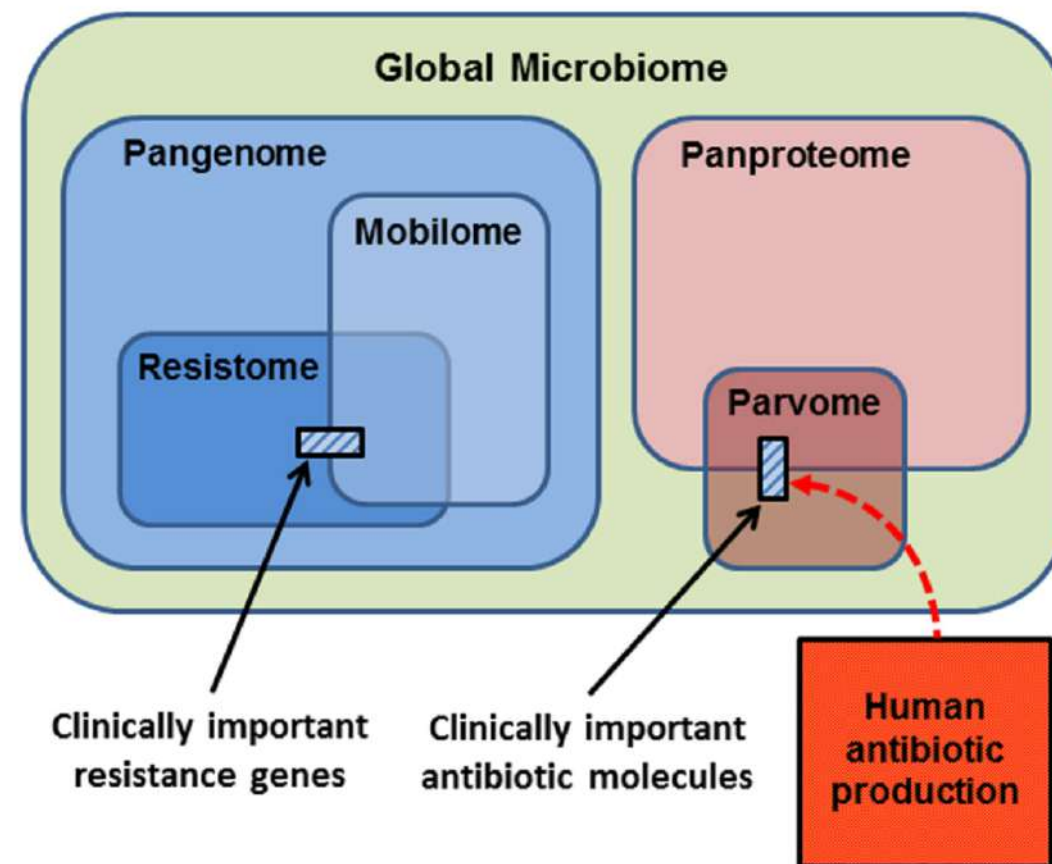 Global Microbiome
Pangenome
Panproteome
Mobilome
Resistome
Parvome
Clinically important
resistance genes
Clinically important
antibiotic molecules
Human
antibiotic
production